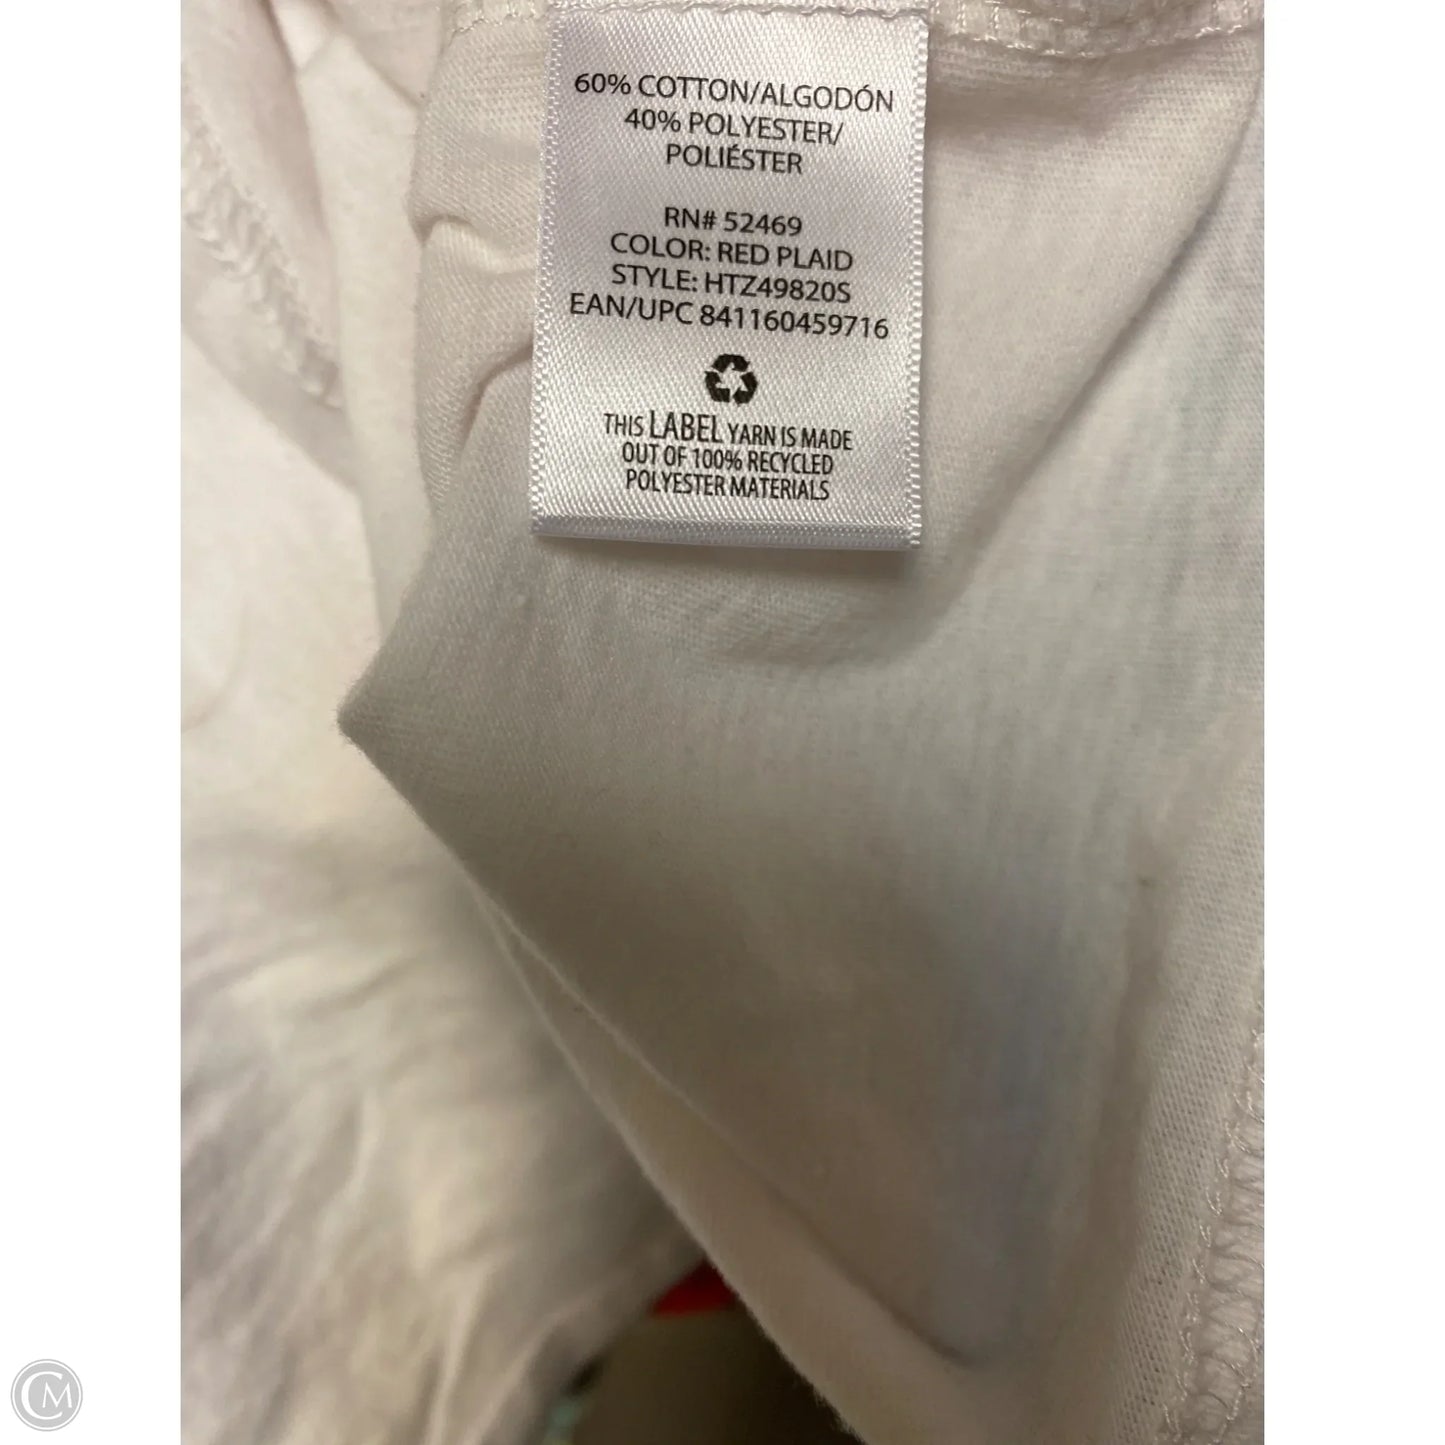 60% COTTON/ALGODÓN
40% POLYESTER/
POLIÉSTER
RN# 52469
COLOR: RED PLAID
STYLE: HTZ49820S
EAN/UPC 841160459716
THIS LABEL YARN IS MADE
OUT OF 100% RECYCLED
POLYESTER MATERIALS
CM